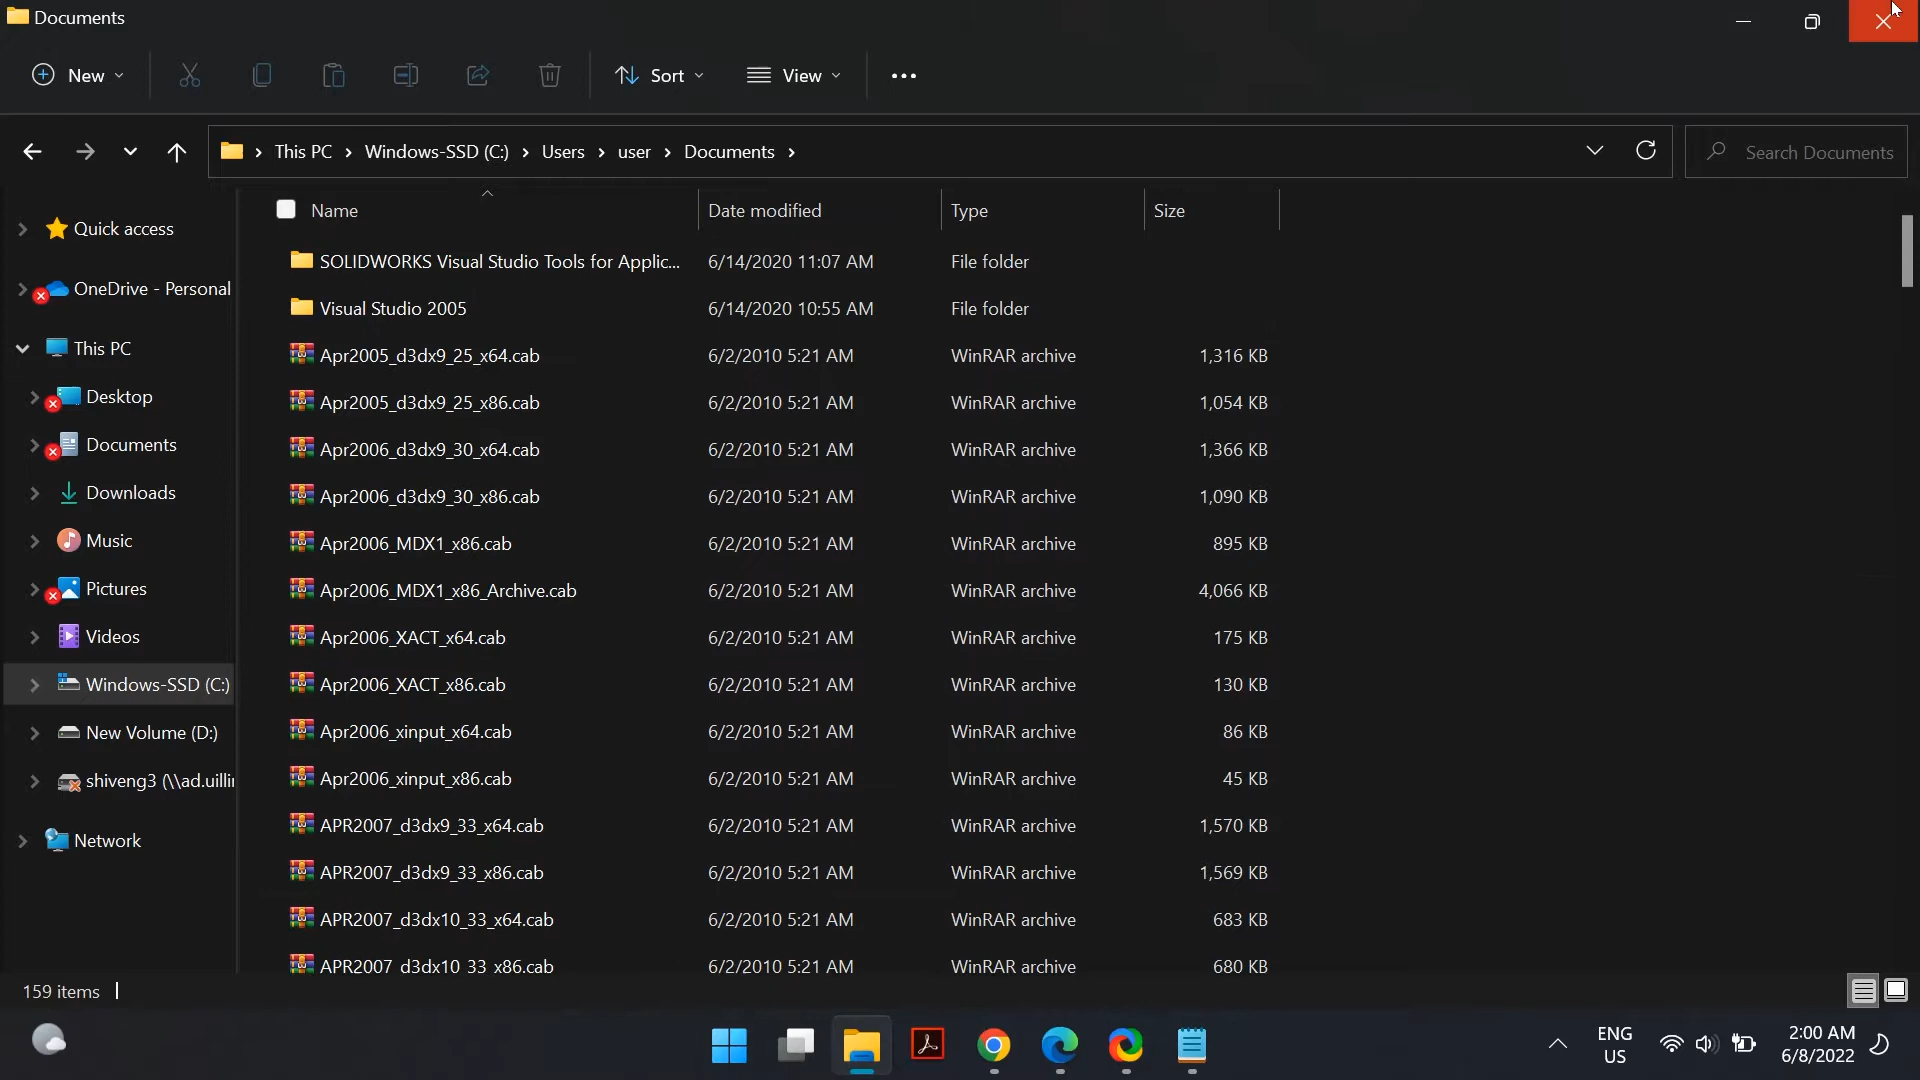 Documents
New
Sort
View
This PC > Windows-SSD (C:) > Users > user > Documents >
Search Documents
Name Date modified Type Size
Quick access
OneDrive - Personal
This PC
Desktop
Documents
Downloads
Music
Pictures
Videos
Windows-SSD (C:)
New Volume (D:)
shiveng3 (\\ad.uillin
Network
SOLIDWORKS Visual Studio Tools for Applic... 6/14/2020 11:07 AM File folder
Visual Studio 2005 6/14/2020 10:55 AM File folder
Apr2005_d3dx9_25_x64.cab 6/2/2010 5:21 AM WinRAR archive 1,316 KB
Apr2005_d3dx9_25_x86.cab 6/2/2010 5:21 AM WinRAR archive 1,054 KB
Apr2006_d3dx9_30_x64.cab 6/2/2010 5:21 AM WinRAR archive 1,366 KB
Apr2006_d3dx9_30_x86.cab 6/2/2010 5:21 AM WinRAR archive 1,090 KB
Apr2006_MDX1_x86.cab 6/2/2010 5:21 AM WinRAR archive 895 KB
Apr2006_MDX1_x86_Archive.cab 6/2/2010 5:21 AM WinRAR archive 4,066 KB
Apr2006_XACT_x64.cab 6/2/2010 5:21 AM WinRAR archive 175 KB
Apr2006_XACT_x86.cab 6/2/2010 5:21 AM WinRAR archive 130 KB
Apr2006_xinput_x64.cab 6/2/2010 5:21 AM WinRAR archive 86 KB
Apr2006_xinput_x86.cab 6/2/2010 5:21 AM WinRAR archive 45 KB
APR2007_d3dx9_33_x64.cab 6/2/2010 5:21 AM WinRAR archive 1,570 KB
APR2007_d3dx9_33_x86.cab 6/2/2010 5:21 AM WinRAR archive 1,569 KB
APR2007_d3dx10_33_x64.cab 6/2/2010 5:21 AM WinRAR archive 683 KB
APR2007_d3dx10_33_x86.cab 6/2/2010 5:21 AM WinRAR archive 680 KB
159 items
ENG
US
2:00 AM
6/8/2022